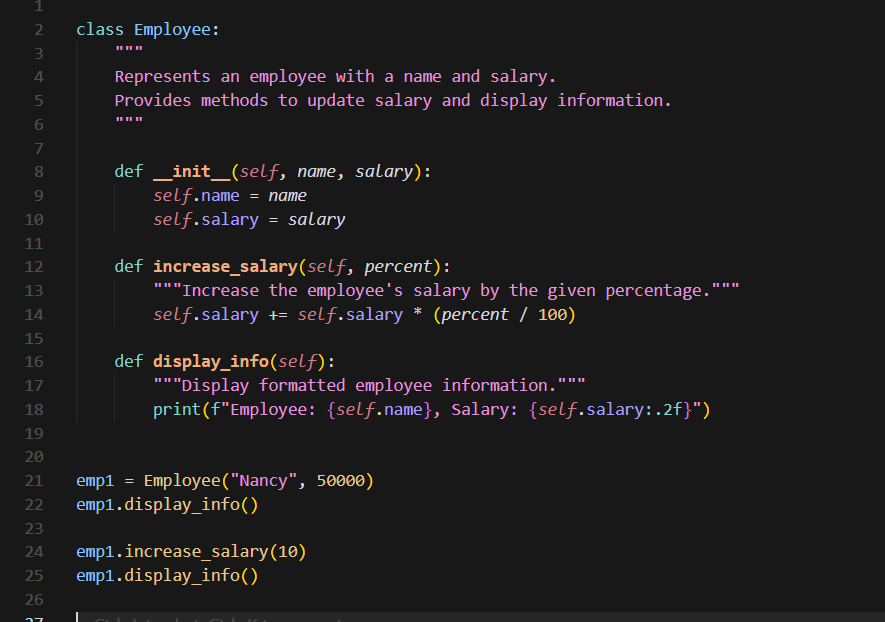 1
2 class Employee:
3     """
4     Represents an employee with a name and salary.
5     Provides methods to update salary and display information.
6     """
7
8     def __init__(self, name, salary):
9         self.name = name
10         self.salary = salary
11
12     def increase_salary(self, percent):
13         """Increase the employee's salary by the given percentage."""
14         self.salary += self.salary * (percent / 100)
15
16     def display_info(self):
17         """Display formatted employee information."""
18         print(f"Employee: {self.name}, Salary: {self.salary:.2f}")
19
20
21 emp1 = Employee("Nancy", 50000)
22 emp1.display_info()
23
24 emp1.increase_salary(10)
25 emp1.display_info()
26
27